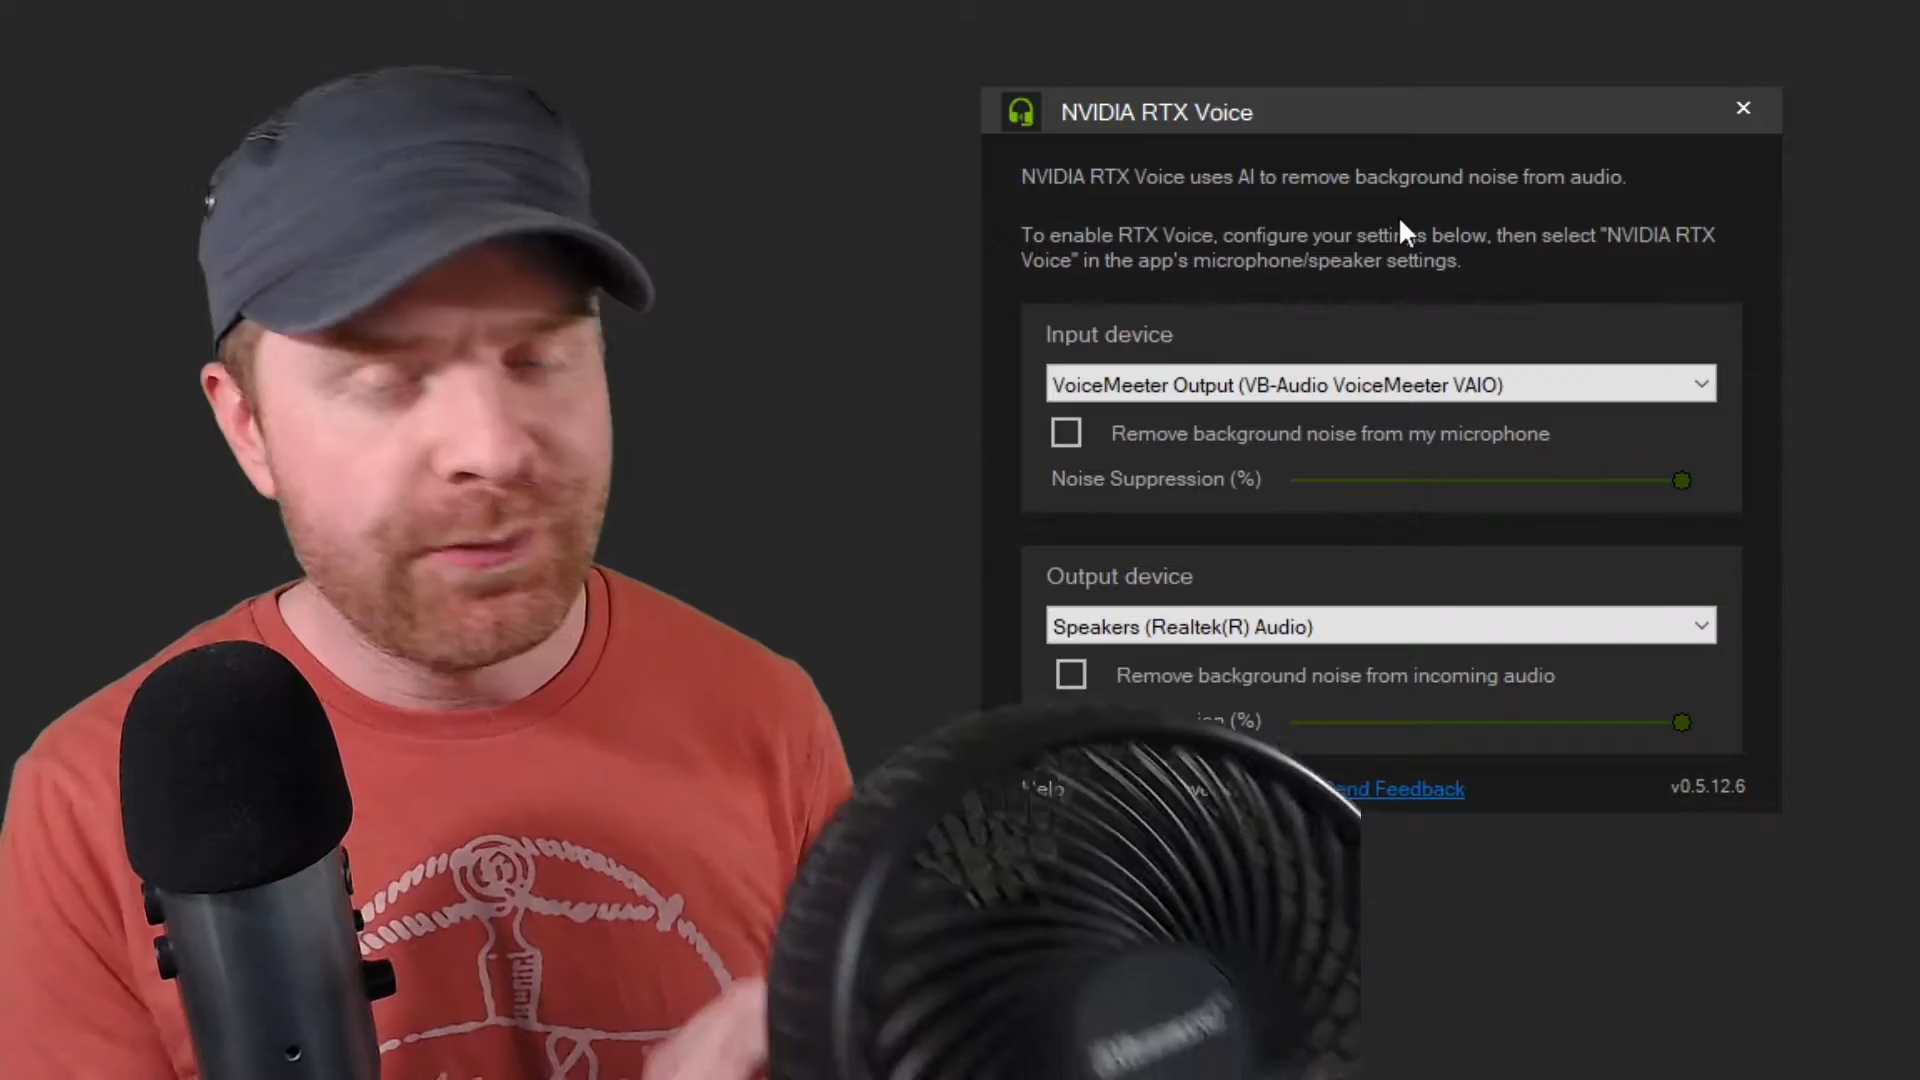 NVIDIA RTX Voice
NVIDIA RTX Voice uses AI to remove background noise from audio.
To enable RTX Voice, configure your settings below, then select "NVIDIA RTX
Voice" in the app's microphone/speaker settings.
Input device
VoiceMeeter Output (VB-Audio VoiceMeeter VAIO)
Remove background noise from my microphone
Noise Suppression (%)
Output device
Speakers (Realtek(R) Audio)
Remove background noise from incoming audio
(%)
Help
Feedback
v0.5.12.6